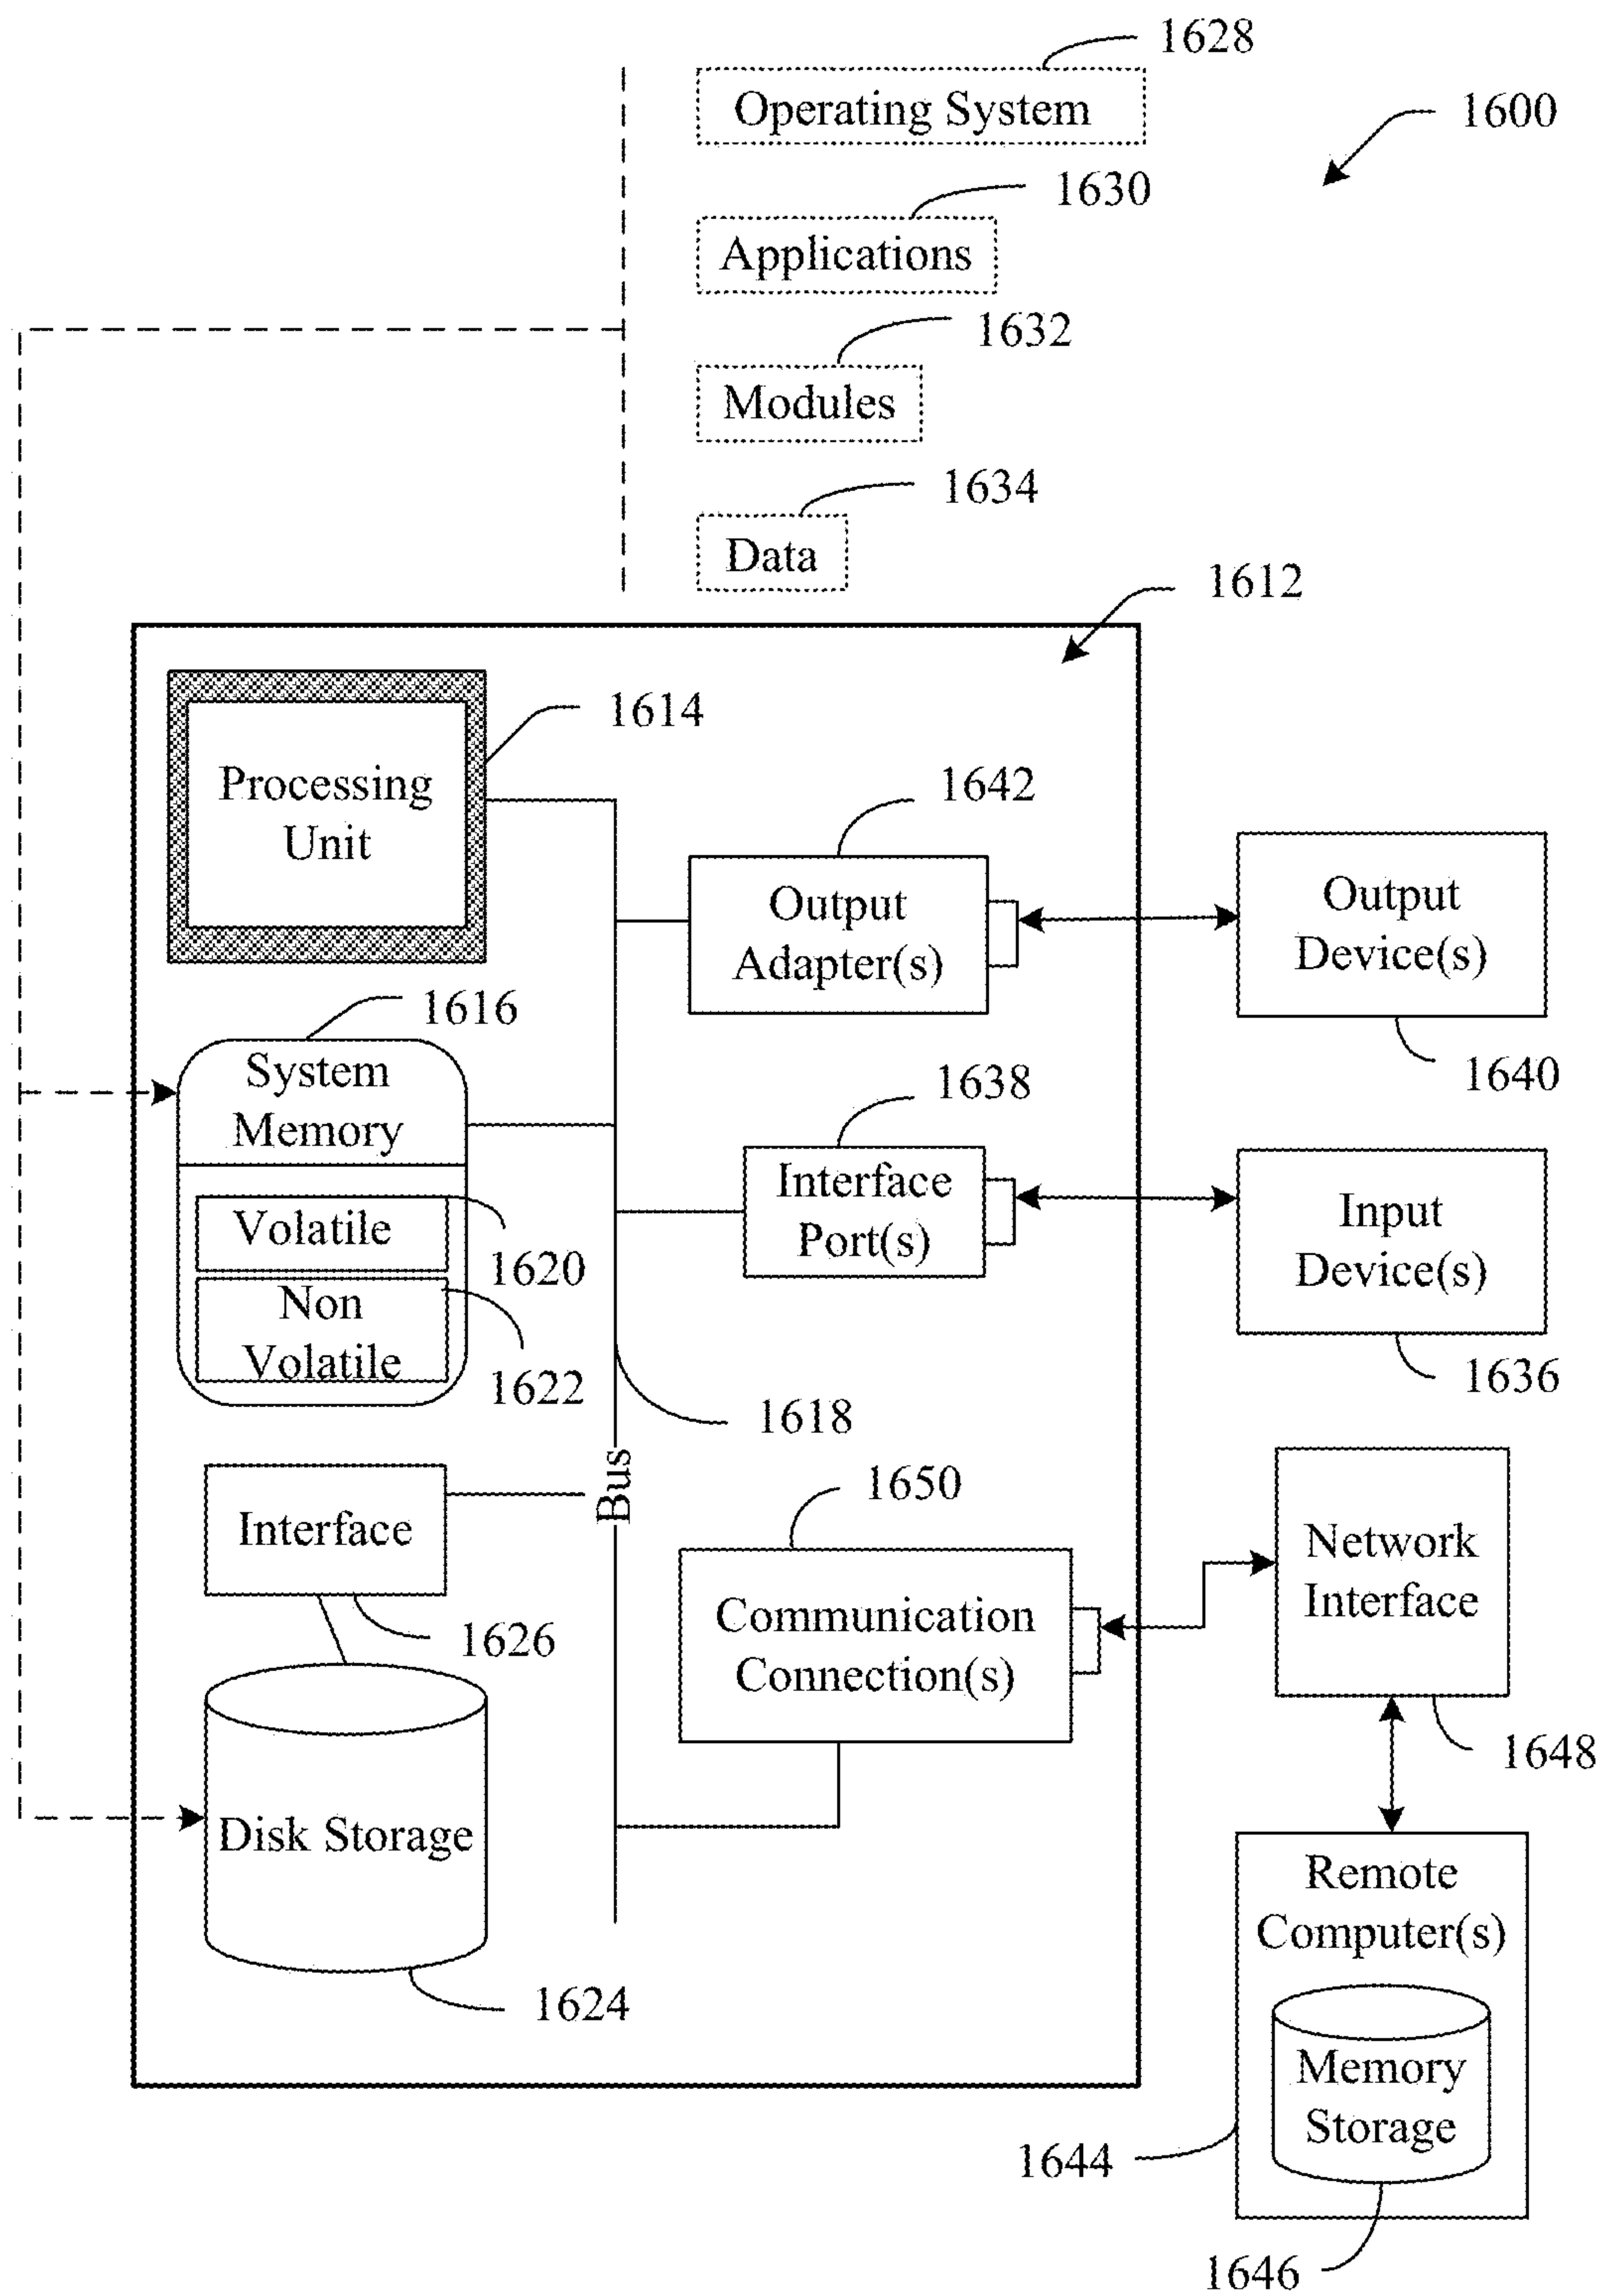 1628
Operating System
1600
1630
Applications
1632
Modules
1634
Data
1612
1614
Processing
Unit
1642
Output
Adapter(s)
Output
Device(s)
1640
1616
System
Memory
1638
Interface
Port(s)
Input
Device(s)
1636
Volatile
1620
Non
Volatile
1622
1618
Bus
1650
Interface
1626
Communication
Connection(s)
Network
Interface
1648
Disk Storage
1624
Remote
Computer(s)
Memory
Storage
1644
1646